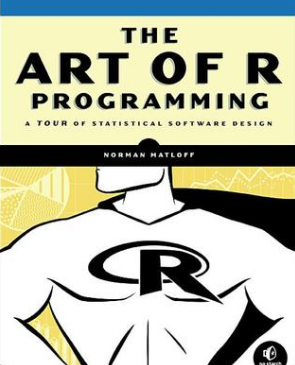 THE
ART OF R
PROGRAMMING
A TOUR OF STATISTICAL SOFTWARE DESIGN
NORMAN MATLOFF
R